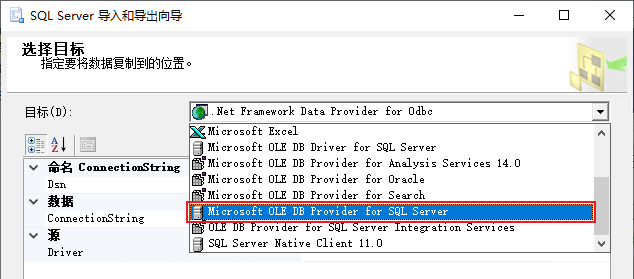 SQL Server 导入和导出向导
选择目标
指定要将数据复制到的位置。
目标(D):
.Net Framework Data Provider for Odbc
Microsoft Excel
Microsoft OLE DB Driver for SQL Server
Microsoft OLE DB Provider for Analysis Services 14.0
Microsoft OLE DB Provider for Oracle
Microsoft OLE DB Provider for Search
Microsoft OLE DB Provider for SQL Server
OLE DB Provider for SQL Server Integration Services
SQL Server Native Client 11.0
命名 ConnectionString
Dsn
数据
ConnectionString
源
Driver